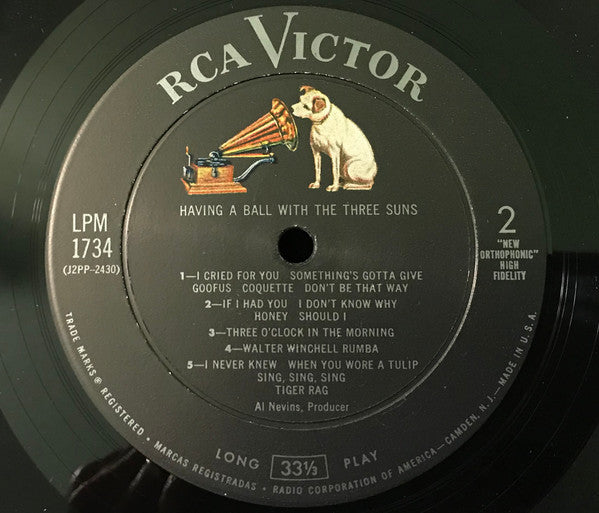 RCA VICTOR
HAVING A BALL WITH THE THREE SUNS
LPM
1734
(J2PP-2430)
2
"NEW
ORTHOPHONIC"
HIGH
FIDELITY
1—I CRIED FOR YOU SOMETHING'S GOTTA GIVE
GOOFUS COQUETTE DON'T BE THAT WAY
2—IF I HAD YOU I DON'T KNOW WHY
HONEY SHOULD I
3—THREE O'CLOCK IN THE MORNING
4—WALTER WINCHELL RUMBA
5—I NEVER KNEW WHEN YOU WORE A TULIP
SING, SING, SING
TIGER RAG
Al Nevins, Producer
LONG 33⅓ PLAY
TRADE MARKS ® REGISTERED • MARCAS REGISTRADAS • RADIO CORPORATION OF AMERICA—CAMDEN, N. J.—MADE IN U.S.A.